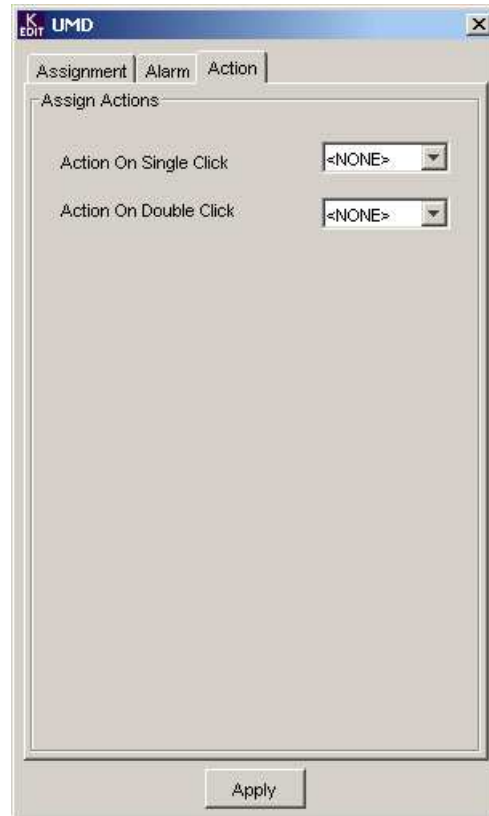 K
EDIT UMD
Assignment Alarm Action
Assign Actions
Action On Single Click <NONE>
Action On Double Click <NONE>
Apply